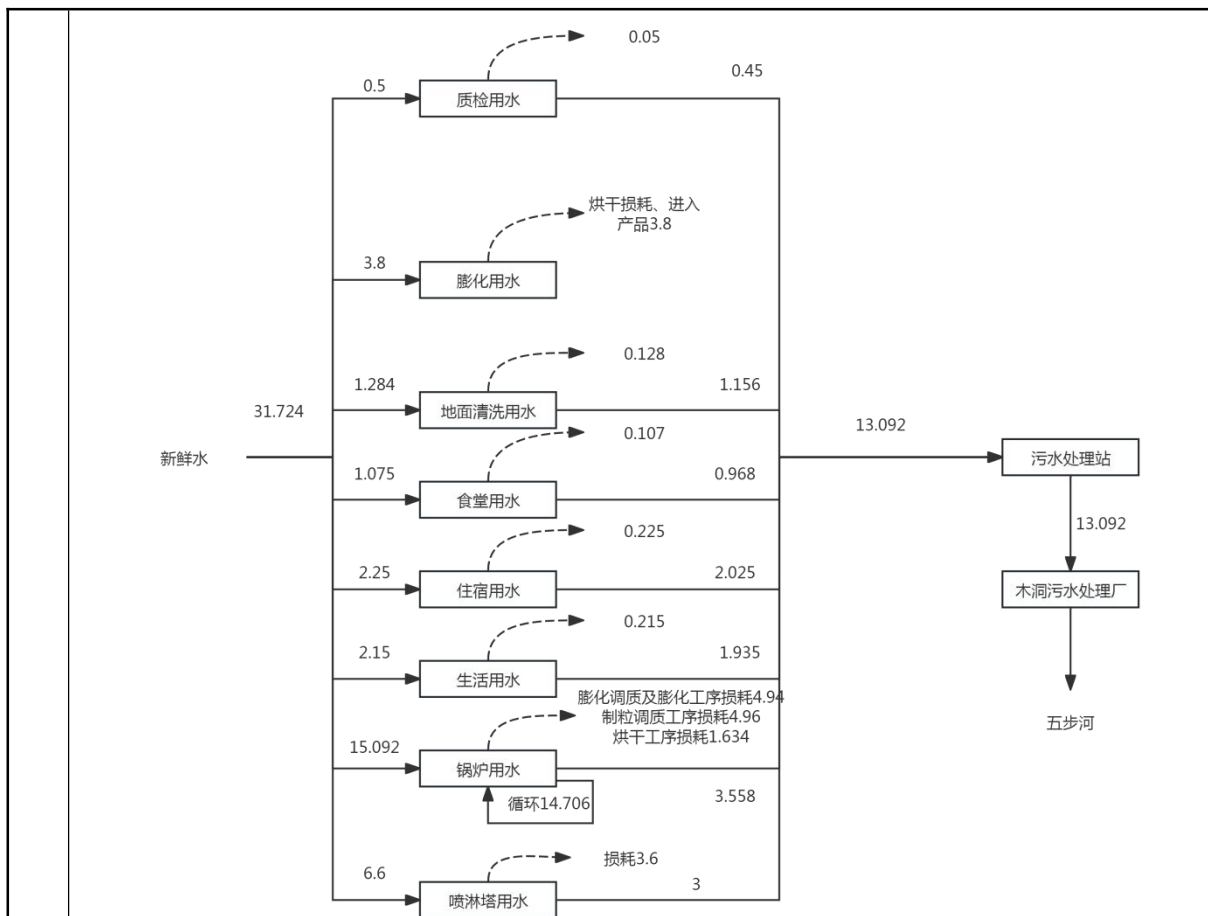 0.05
0.45
0.5
质检用水
烘干损耗、进入
产品3.8
3.8
膨化用水
0.128
1.284
1.156
地面清洗用水
31.724
0.107
13.092
新鲜水
污水处理站
1.075
0.968
食堂用水
13.092
0.225
2.25
2.025
住宿用水
木洞污水处理厂
0.215
2.15
1.935
生活用水
膨化调质及膨化工序损耗4.94
制粒调质工序损耗4.96
烘干工序损耗1.634
五步河
15.092
锅炉用水
循环14.706
3.558
损耗3.6
6.6
3
喷淋塔用水